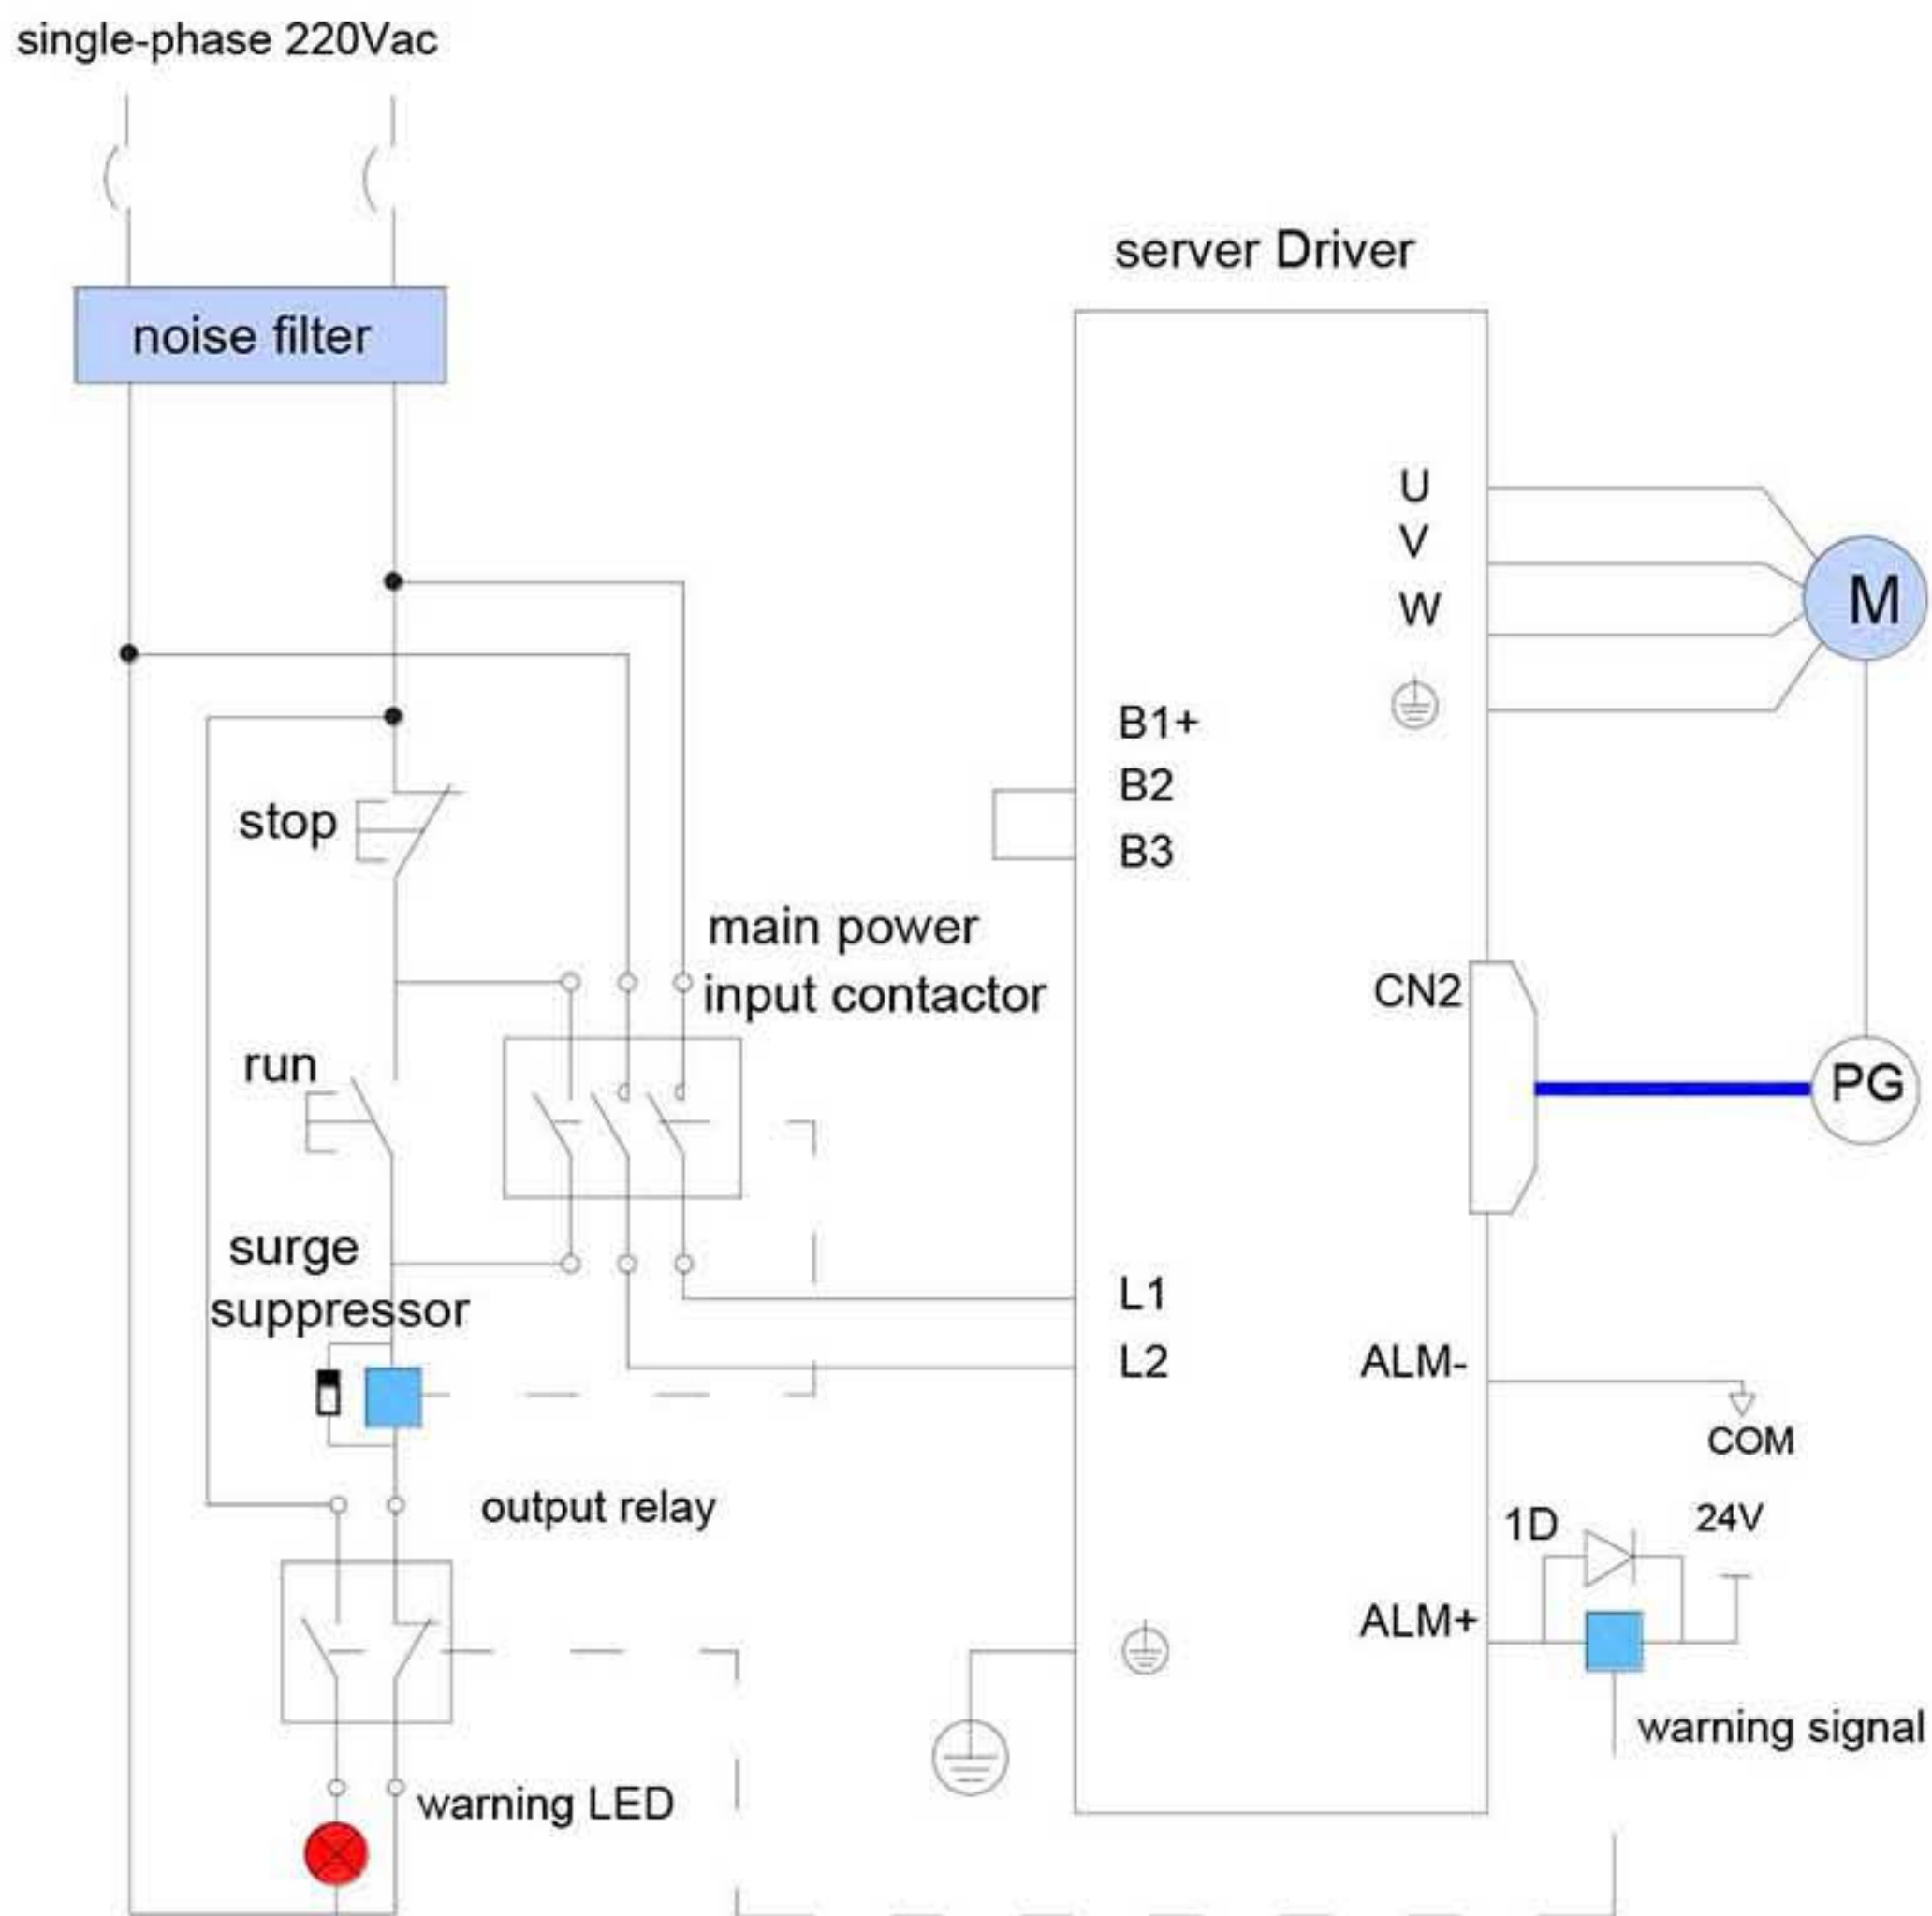 single-phase 220Vac
noise filter
server Driver
U
V
W
M
B1+
B2
B3
stop
main power
input contactor
CN2
run
PG
surge
suppressor
L1
L2
ALM-
COM
output relay
1D
24V
ALM+
warning signal
warning LED